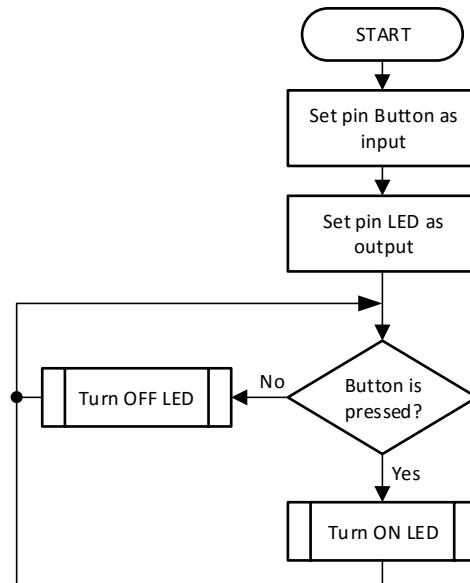 START
Set pin Button as
input
Set pin LED as
output
Button is
pressed?
No
Turn OFF LED
Yes
Turn ON LED